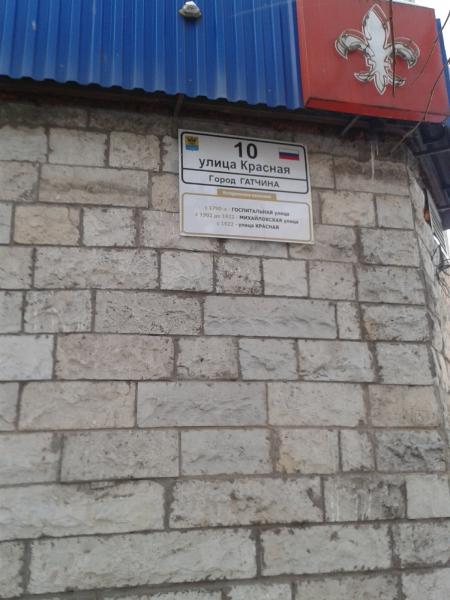 10
улица Красная
Город ГАТЧИНА
с 1790-х - ГОСПИТАЛЬНАЯ улица
с 1902 до 1922 - МИХАЙЛОВСКАЯ улица
с 1922 - улица КРАСНАЯ